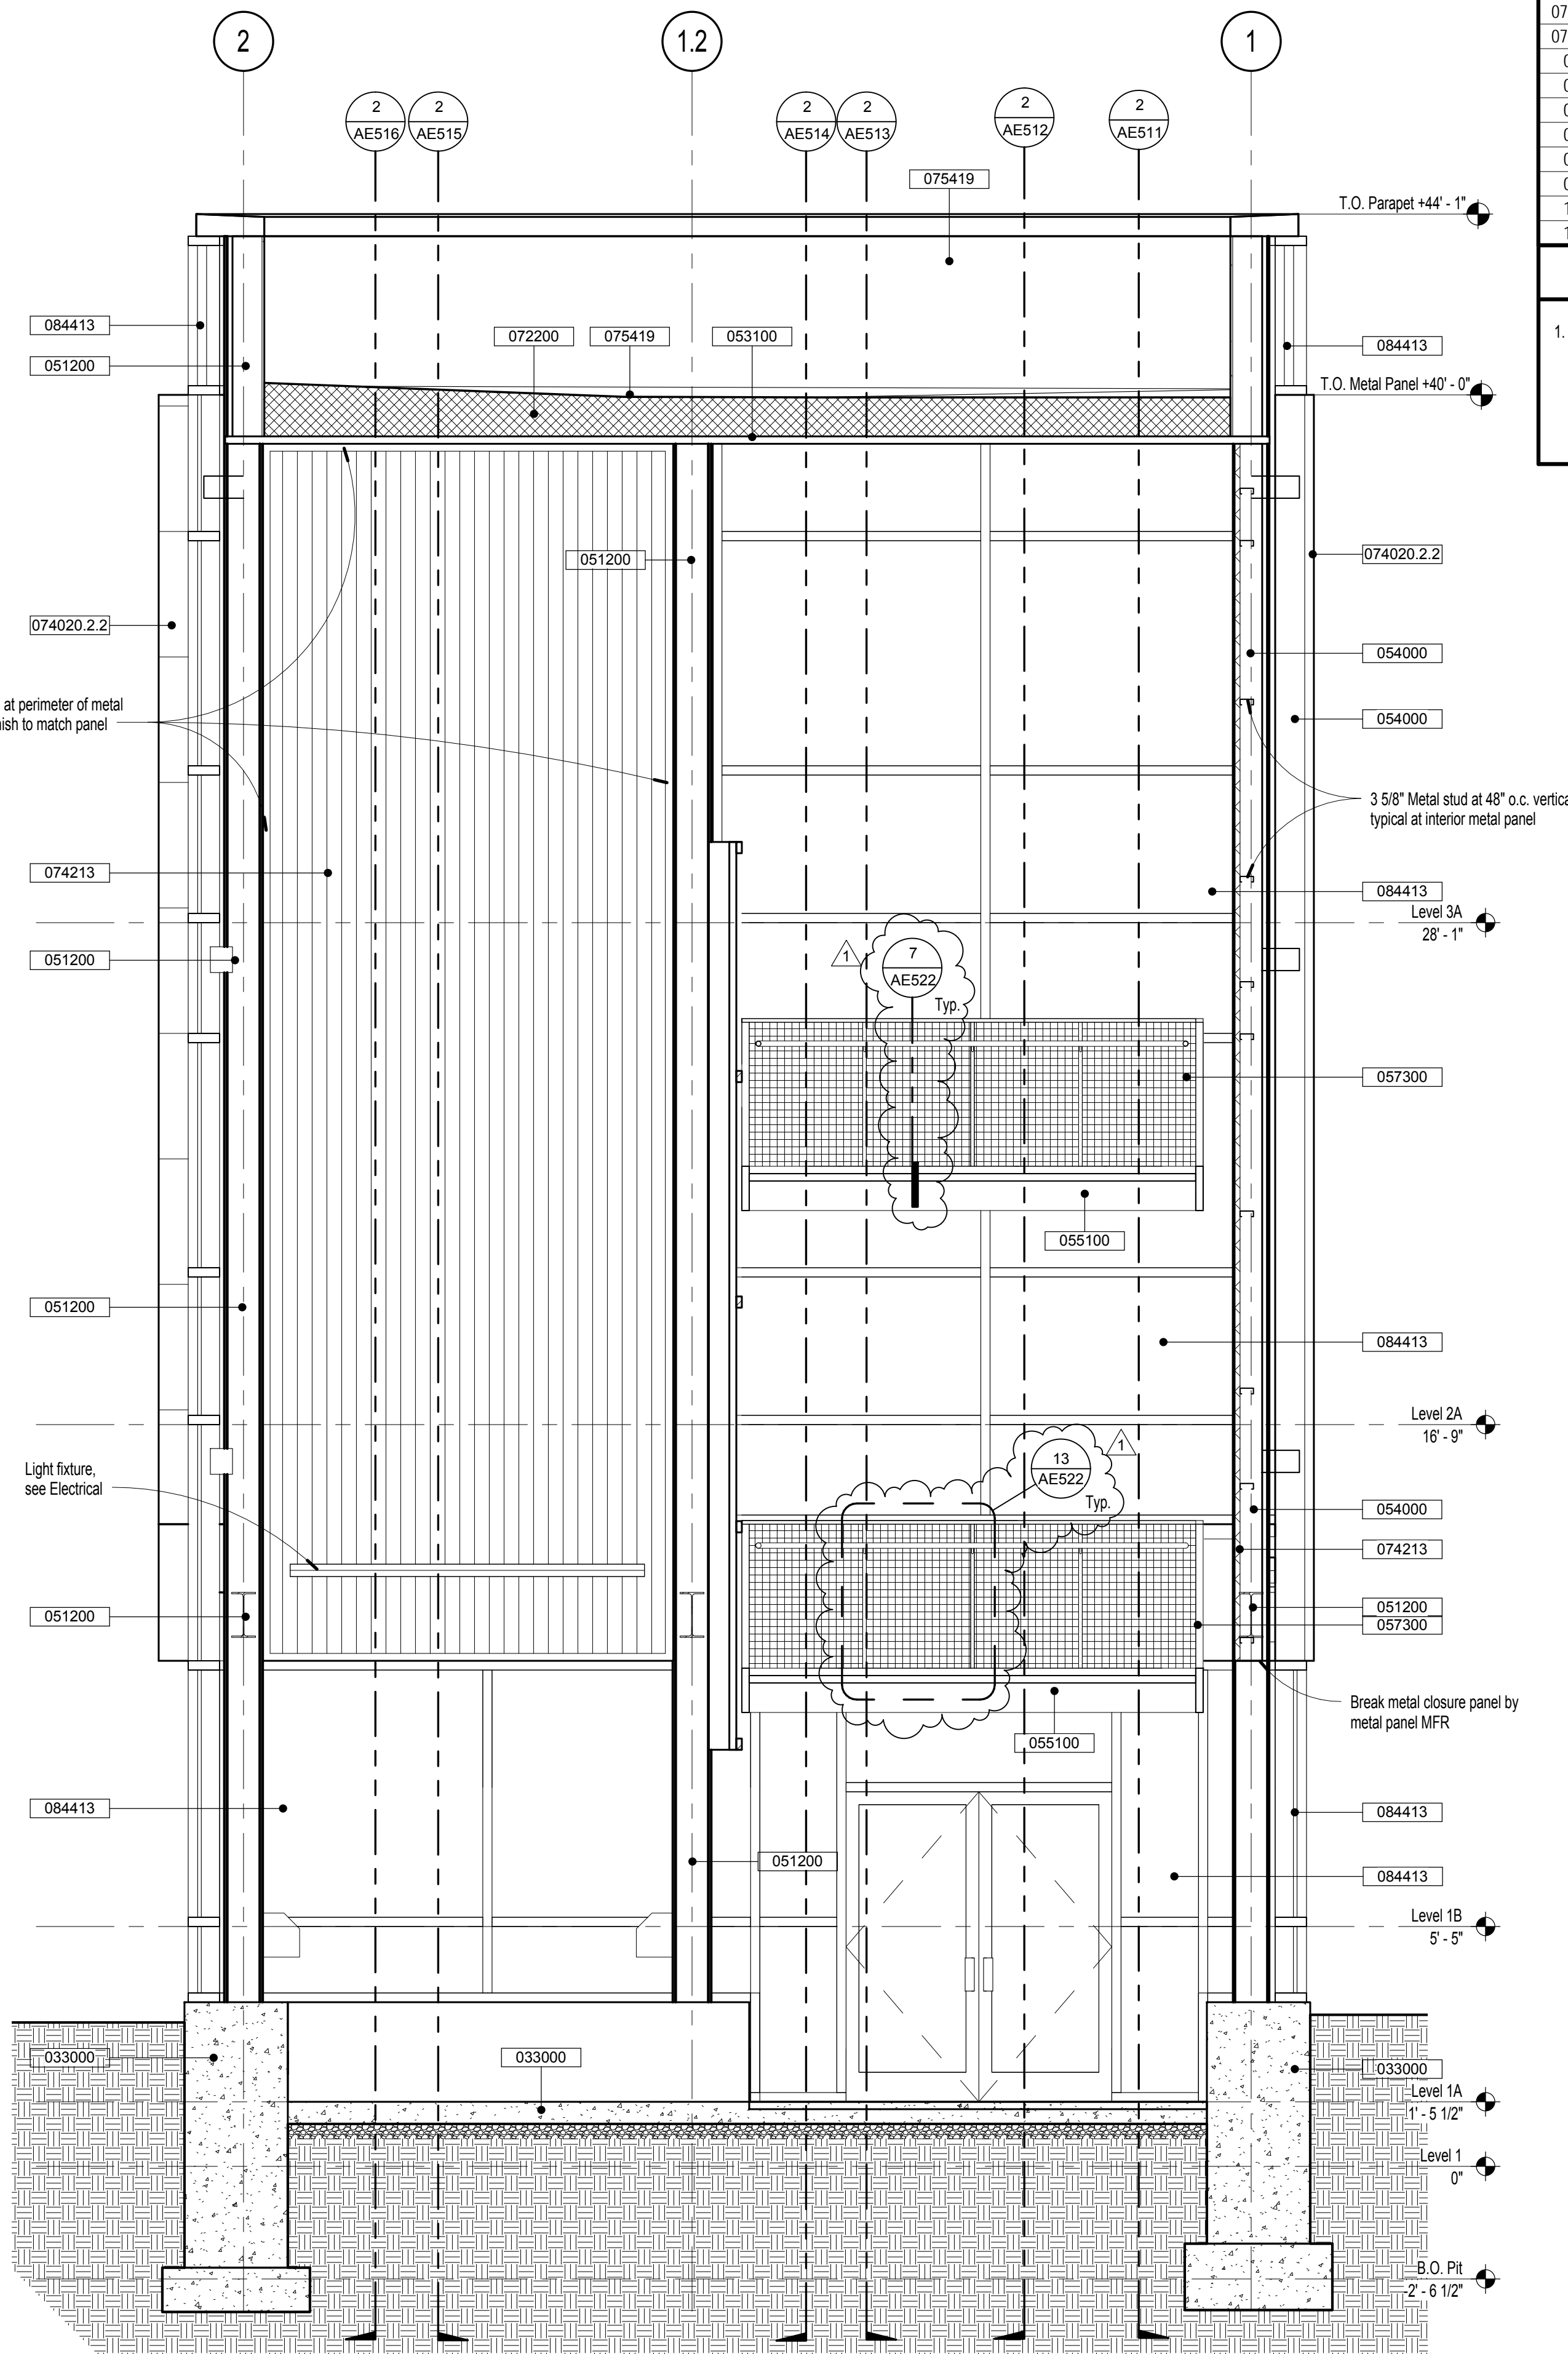 2
1.2
1
2
AE516
2
AE515
2
AE514
2
AE513
2
AE512
2
AE511
075419
T.O. Parapet +44' - 1"
084413
051200
072200
075419
053100
084413
T.O. Metal Panel +40' - 0"
1.
051200
074020.2.2
074020.2.2
054000
at perimeter of metal
to match panel
054000
3 5/8" Metal stud at 48" o.c.
typical at interior metal panel
074213
084413
Level 3A
28' - 1"
051200
1
7
AE522
Typ.
057300
055100
051200
084413
Level 2A
16' - 9"
Light fixture,
see Electrical
13
AE522
1
Typ.
054000
074213
051200
051200
057300
Break metal closure panel by
metal panel MFR
055100
084413
084413
051200
084413
Level 1B
5' - 5"
033000
033000
033000
Level 1A
1' - 5 1/2"
Level 1
0"
B.O. Pit
-2' - 6 1/2"